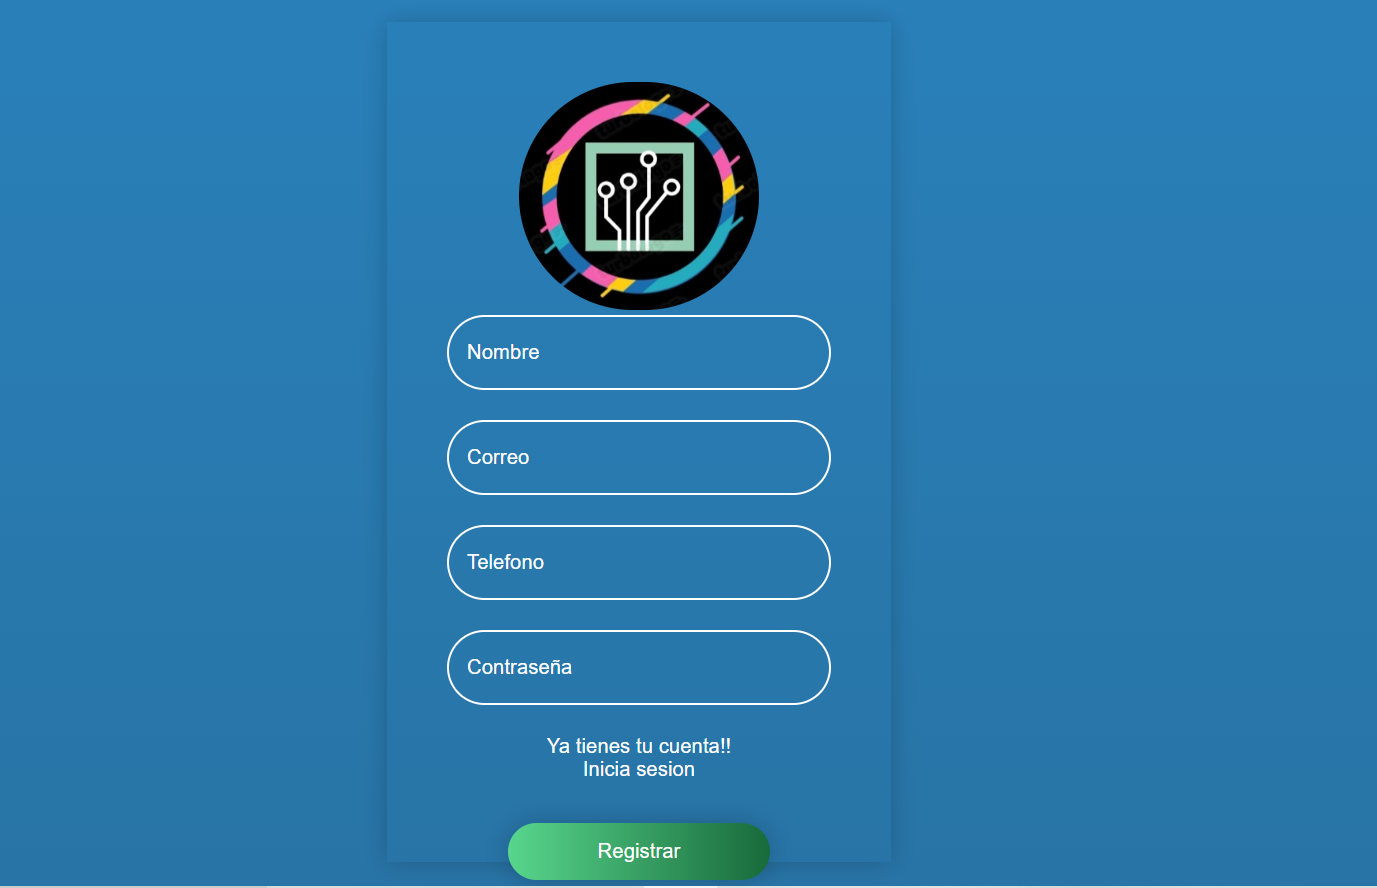 Nombre
Correo
Telefono
Contraseña
Ya tienes tu cuenta!!
Inicia sesion
Registrar